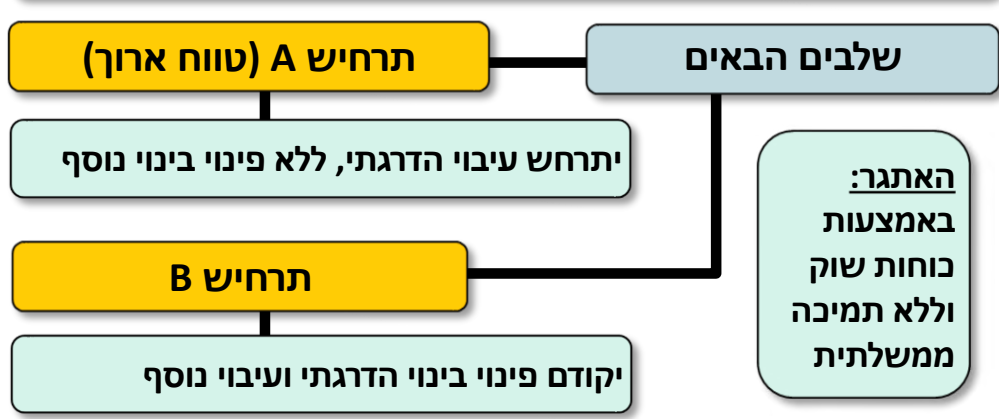 שלבים הבאים
תרחיש A (טווח ארוך)
יתרחש עיבוי הדרגתי, ללא פינוי בינוי נוסף
תרחיש B
יקודם פינוי בינוי הדרגתי ועיבוי נוסף
האתגר:
באמצעות
כוחות שוק
וללא תמיכה
ממשלתית